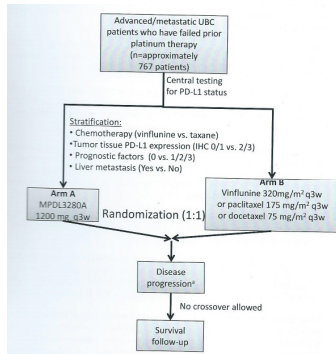 Advanced/metastatic UBC
patients who have failed prior
platinum therapy
(n=approximately
767 patients)
Central testing
for PD-L1 status
Stratification:
• Chemotherapy (vinflunine vs. taxane)
• Tumor tissue PD-L1 expression (IHC 0/1 vs. 2/3)
• Prognostic factors (0 vs. 1/2/3)
• Liver metastasis (Yes vs. No)
Arm A
MPDL3280A
1200 mg q3w
Randomization (1:1)
Arm B
Vinflunine 320mg/m² q3w
or paclitaxel 175 mg/m² q3w
or docetaxel 75 mg/m² q3w
Disease
progressionª
No crossover allowed
Survival
follow-up